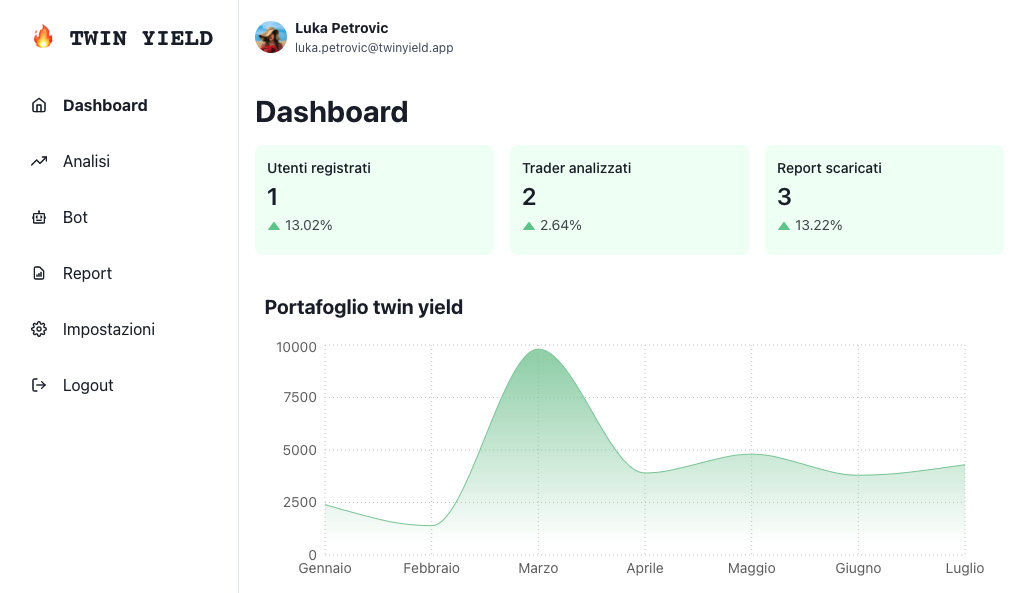 TWIN YIELD
Dashboard
Analisi
Bot
Report
Impostazioni
Logout
Luka Petrovic
luka.petrovic@twinyield.app
Dashboard
Utenti registrati
1
13.02%
Trader analizzati
2
2.64%
Report scaricati
3
13.22%
Portafoglio twin yield
10000
7500
5000
2500
0
Gennaio Febbraio Marzo Aprile Maggio Giugno Luglio